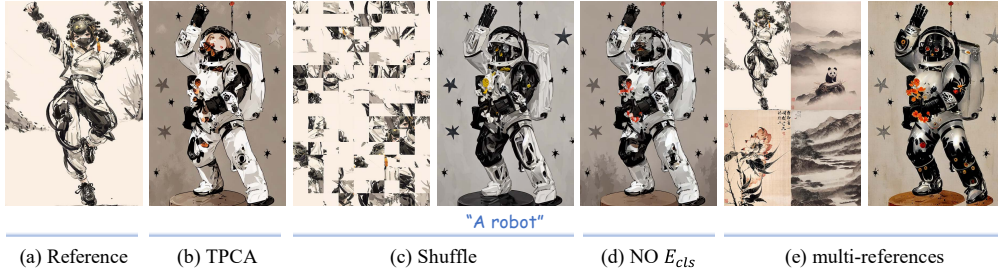 "A robot"
(a) Reference
(b) TPCA
(c) Shuffle
(d) NO E_cls
(e) multi-references